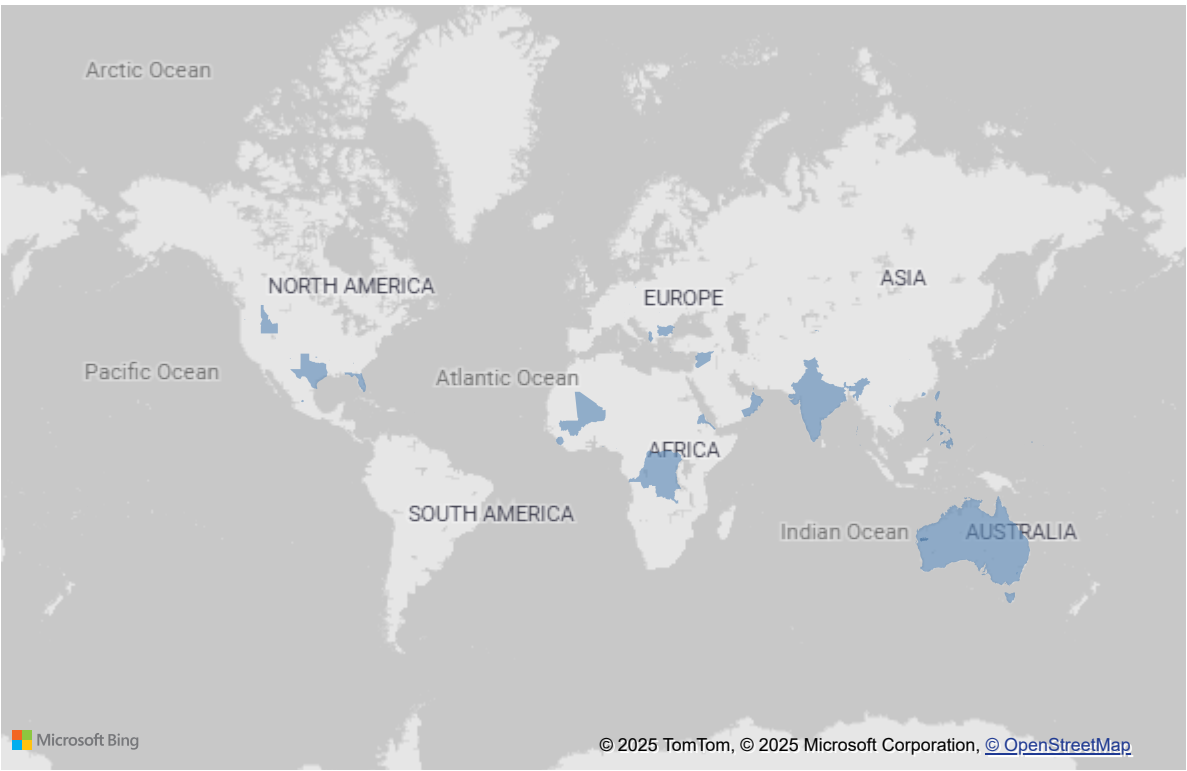 Arctic Ocean
NORTH AMERICA
ASIA
EUROPE
Pacific Ocean
Atlantic Ocean
AFRICA
SOUTH AMERICA
Indian Ocean
AUSTRALIA
Microsoft Bing
© 2025 TomTom, © 2025 Microsoft Corporation, © OpenStreetMap